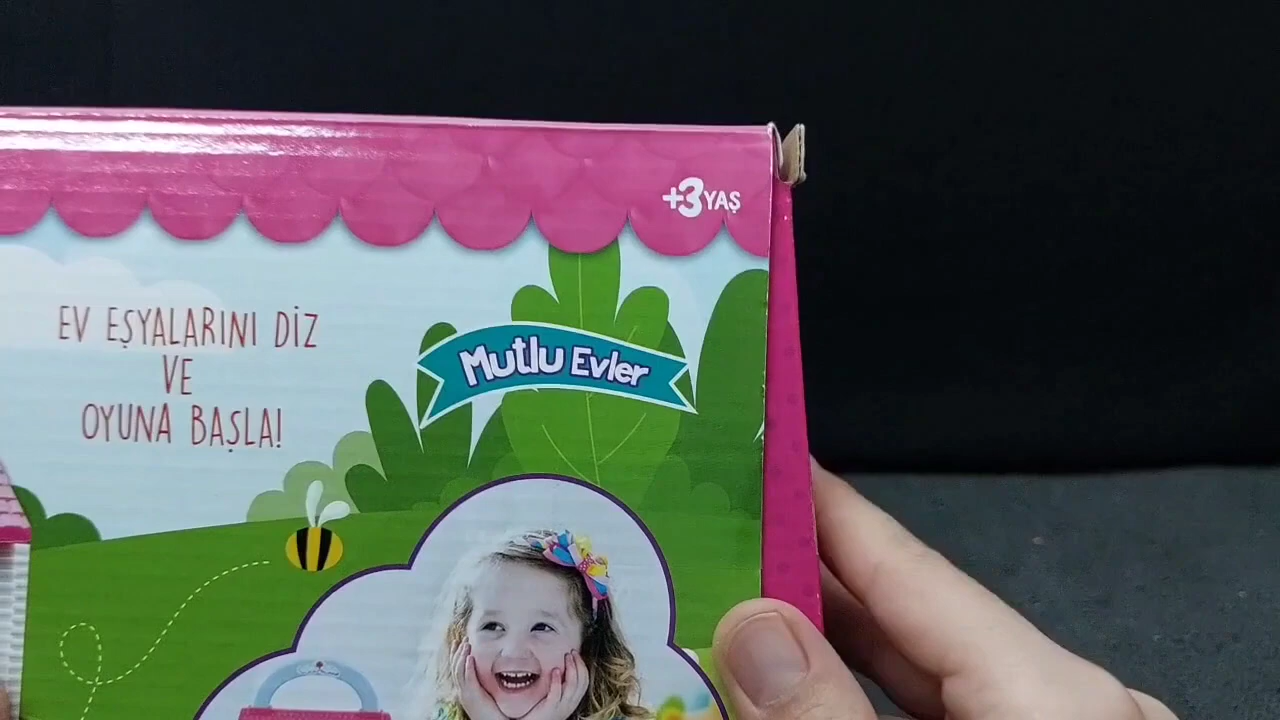 +3 YAŞ
EV EŞYALARINI DİZ
VE
OYUNA BAŞLA!
Mutlu Evler